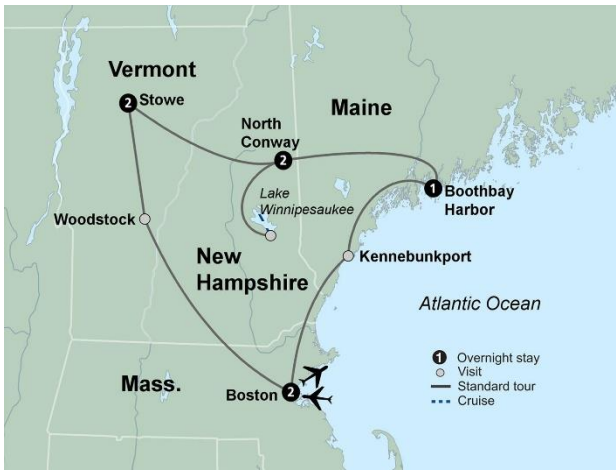 Vermont
2 Stowe
Maine
North
Conway
2
Lake
Winnipesaukee
1 Boothbay
Harbor
Woodstock
New
Hampshire
Kennebunkport
Atlantic Ocean
Mass.
Boston 2
1 Overnight stay
Visit
Standard tour
Cruise